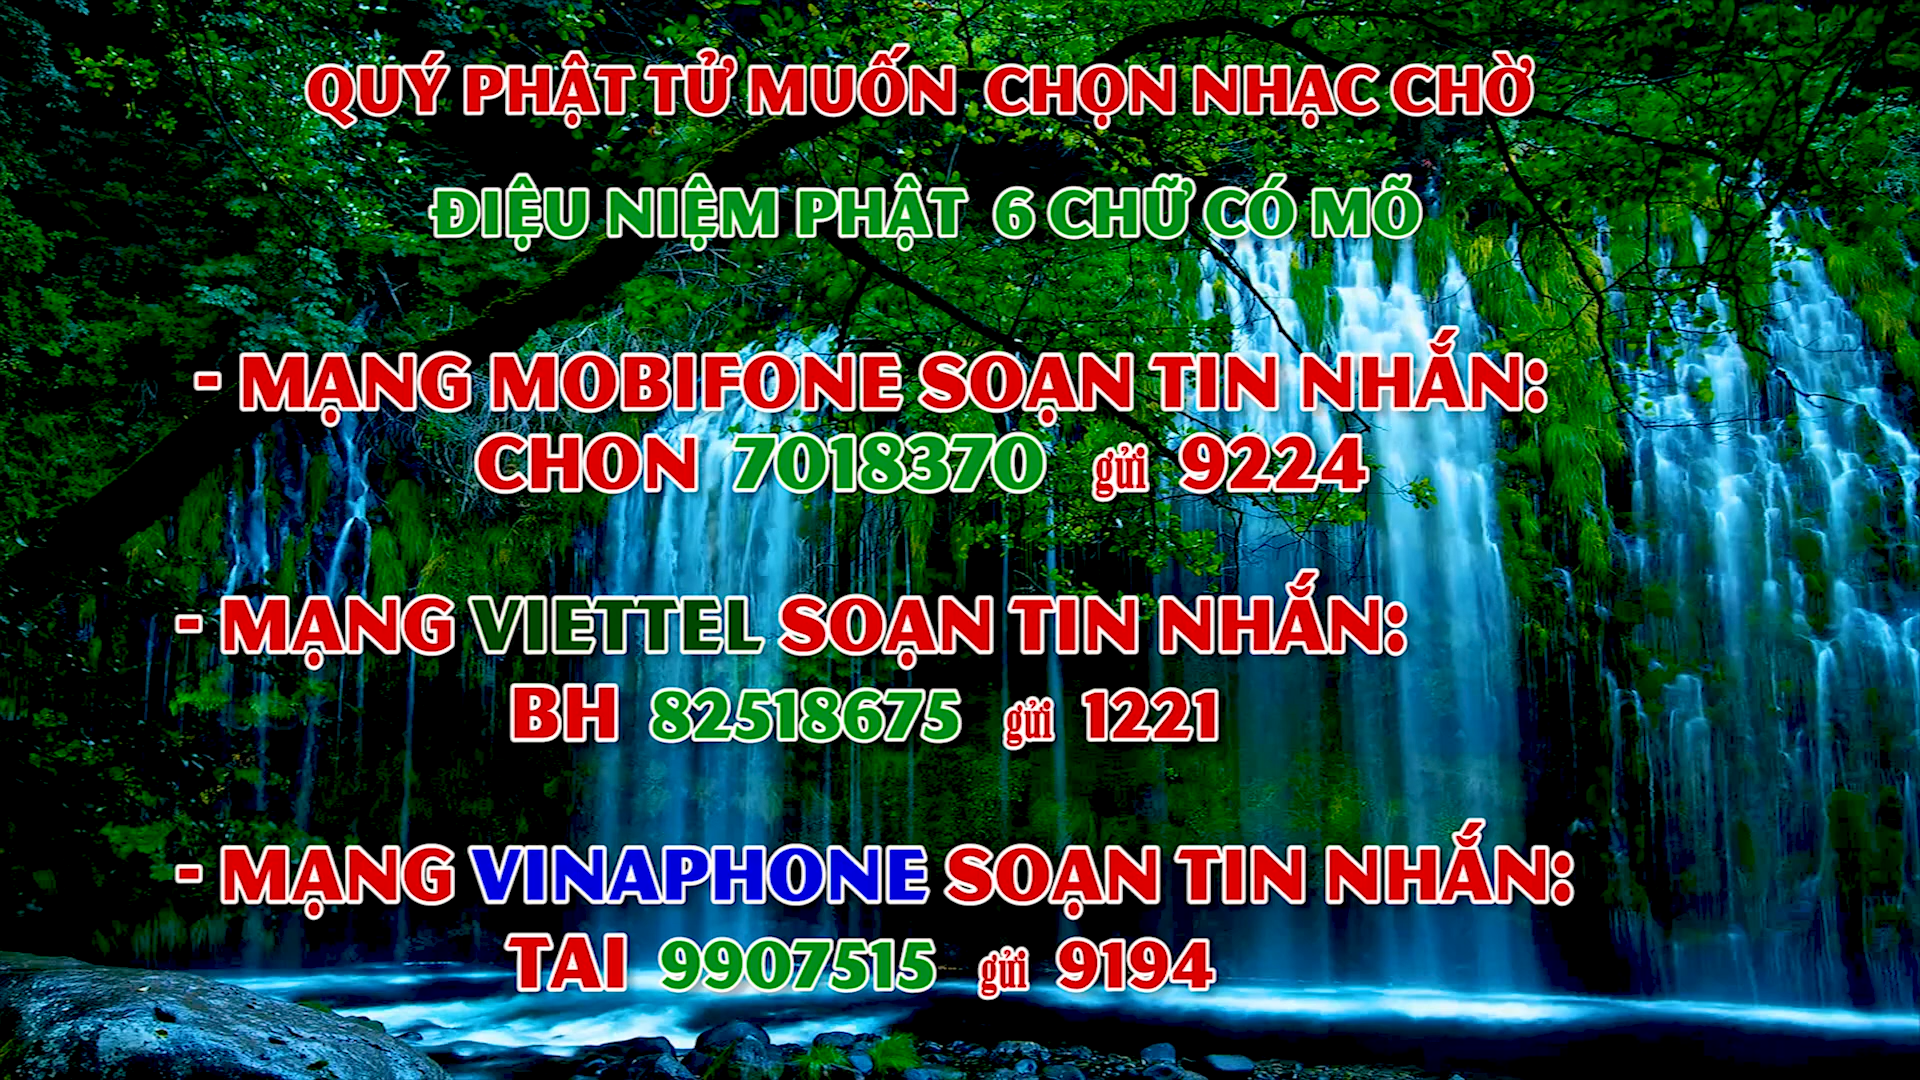 QUÝ PHẬT TỬ MUỐN CHỌN NHẠC CHỜ
ĐIỆU NIỆM PHẬT 6 CHỮ CÓ MÕ
- MẠNG MOBIFONE SOẠN TIN NHẮN:
CHON 7018370 gửi 9224
- MẠNG VIETTEL SOẠN TIN NHẮN:
BH 82518675 gửi 1221
- MẠNG VINAPHONE SOẠN TIN NHẮN:
TAI 9907515 gửi 9194